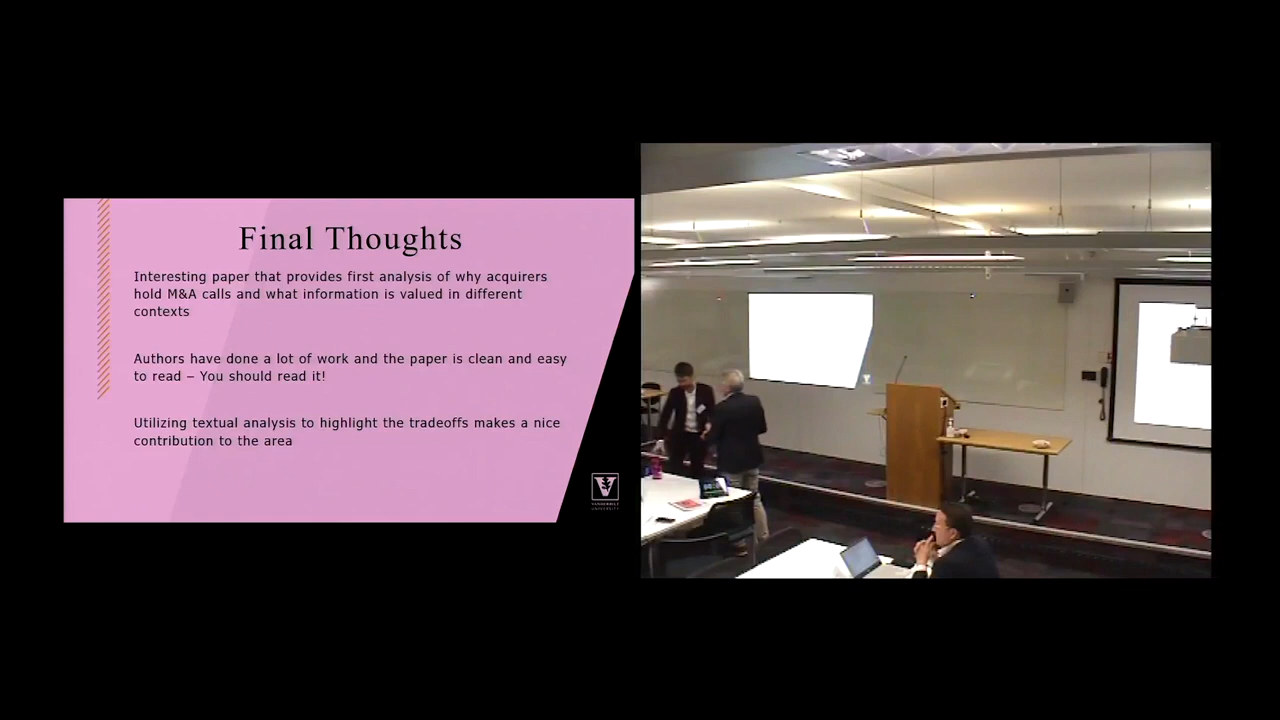 Final Thoughts
Interesting paper that provides first analysis of why acquirers
hold M&A calls and what information is valued in different
contexts
Authors have done a lot of work and the paper is clean and easy
to read – You should read it!
Utilizing textual analysis to highlight the tradeoffs makes a nice
contribution to the area
V
VANDERBILT
UNIVERSITY